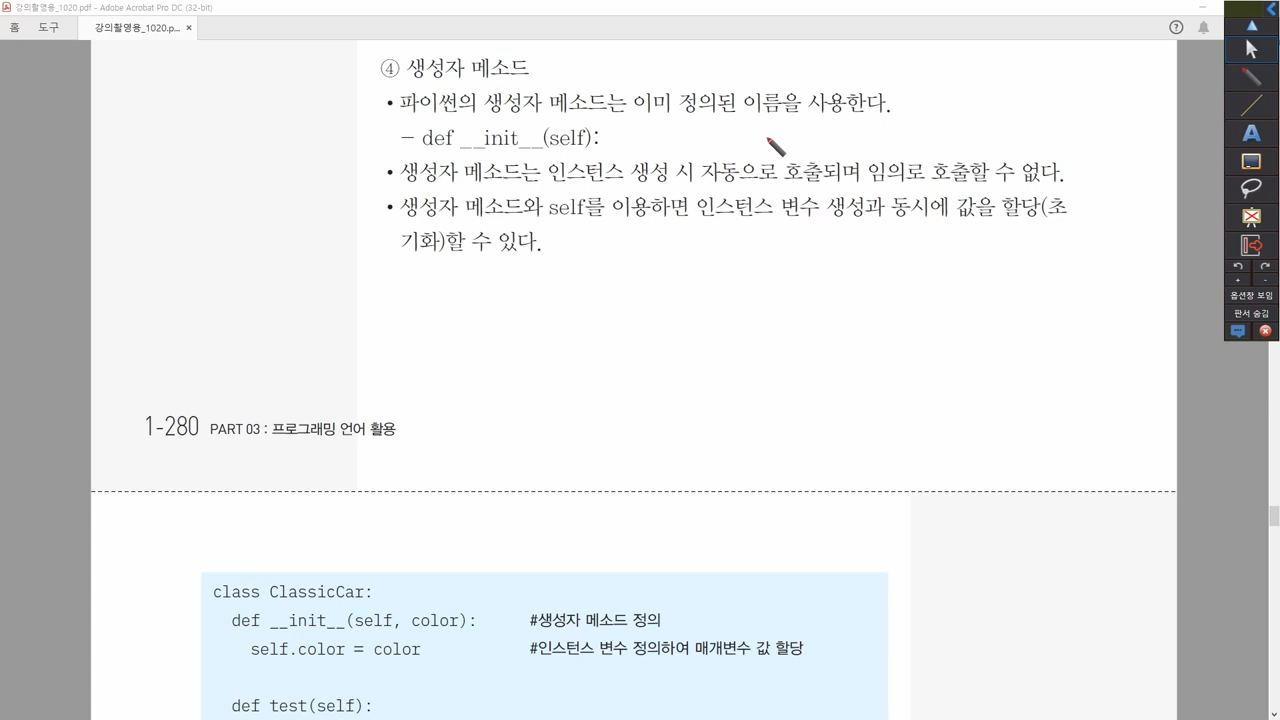 강의촬영용_1020.pdf - Adobe Acrobat Pro DC (32-bit)
홈 도구 강의촬영용_1020.p... ×
④ 생성자 메소드
• 파이썬의 생성자 메소드는 이미 정의된 이름을 사용한다.
– def __init__(self):
• 생성자 메소드는 인스턴스 생성 시 자동으로 호출되며 임의로 호출할 수 없다.
• 생성자 메소드와 self를 이용하면 인스턴스 변수 생성과 동시에 값을 할당(초
기화)할 수 있다.
1-280 PART 03 : 프로그래밍 언어 활용
class ClassicCar:
def __init__(self, color): #생성자 메소드 정의
self.color = color #인스턴스 변수 정의하여 매개변수 값 할당
def test(self):
A
+ -
옵션장 보임
판서 숨김